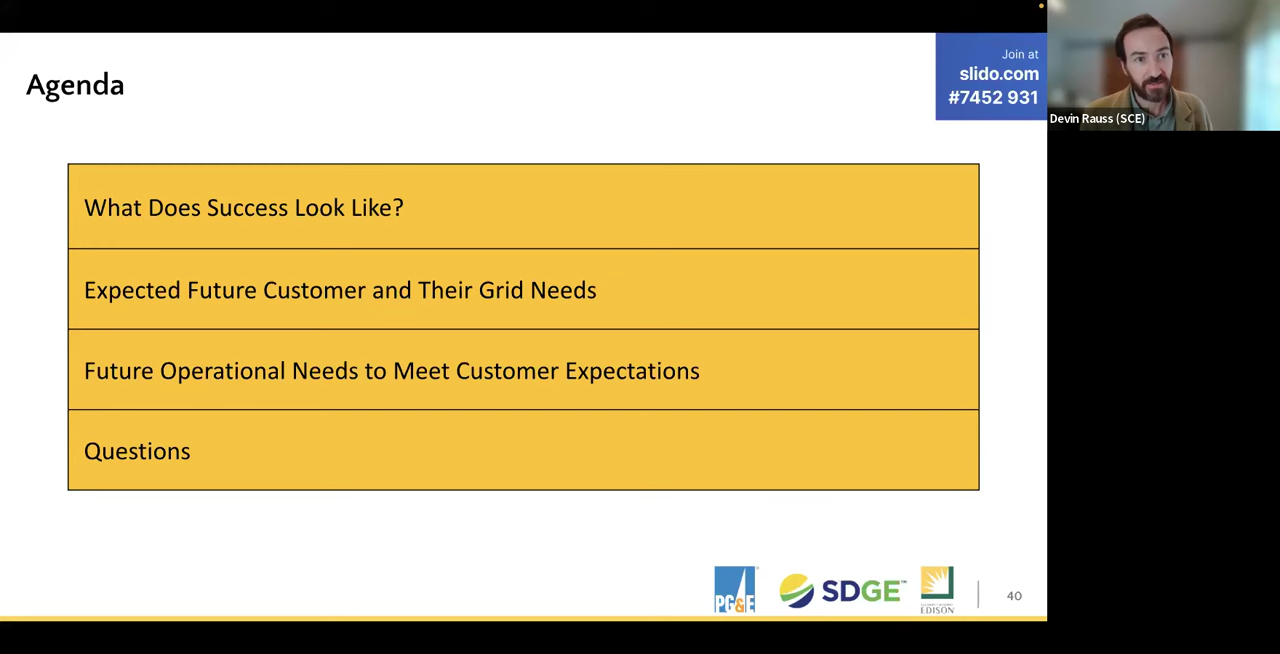 Agenda
Join at
slido.com
#7452 931
Devin Rauss (SCE)
What Does Success Look Like?
Expected Future Customer and Their Grid Needs
Future Operational Needs to Meet Customer Expectations
Questions
PG&E
SDGE™
EDISON
40